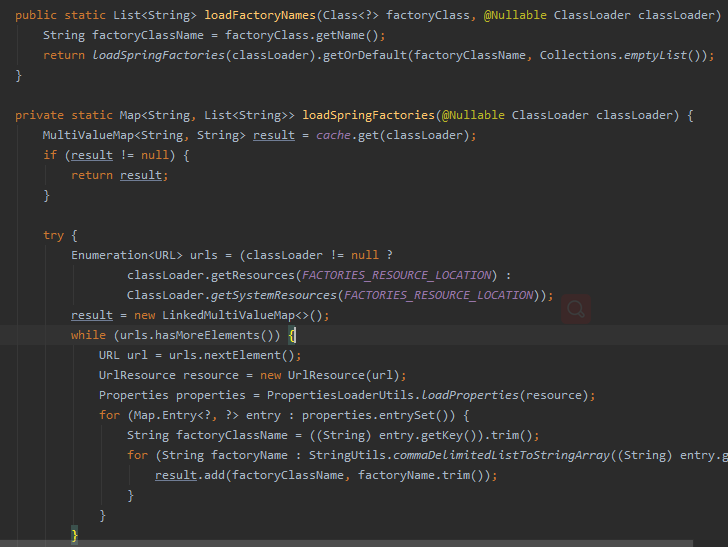 public static List<String> loadFactoryNames(Class<?> factoryClass, @Nullable ClassLoader classLoader)
    String factoryClassName = factoryClass.getName();
    return loadSpringFactories(classLoader).getOrDefault(factoryClassName, Collections.emptyList());
}

private static Map<String, List<String>> loadSpringFactories(@Nullable ClassLoader classLoader) {
    MultiValueMap<String, String> result = cache.get(classLoader);
    if (result != null) {
        return result;
    }

    try {
        Enumeration<URL> urls = (classLoader != null ?
                classLoader.getResources(FACTORIES_RESOURCE_LOCATION) :
                ClassLoader.getSystemResources(FACTORIES_RESOURCE_LOCATION));
        result = new LinkedMultiValueMap<>();
        while (urls.hasMoreElements()) {
            URL url = urls.nextElement();
            UrlResource resource = new UrlResource(url);
            Properties properties = PropertiesLoaderUtils.loadProperties(resource);
            for (Map.Entry<?, ?> entry : properties.entrySet()) {
                String factoryClassName = ((String) entry.getKey()).trim();
                for (String factoryName : StringUtils.commaDelimitedListToStringArray((String) entry.g
                    result.add(factoryClassName, factoryName.trim());
                }
            }
        }